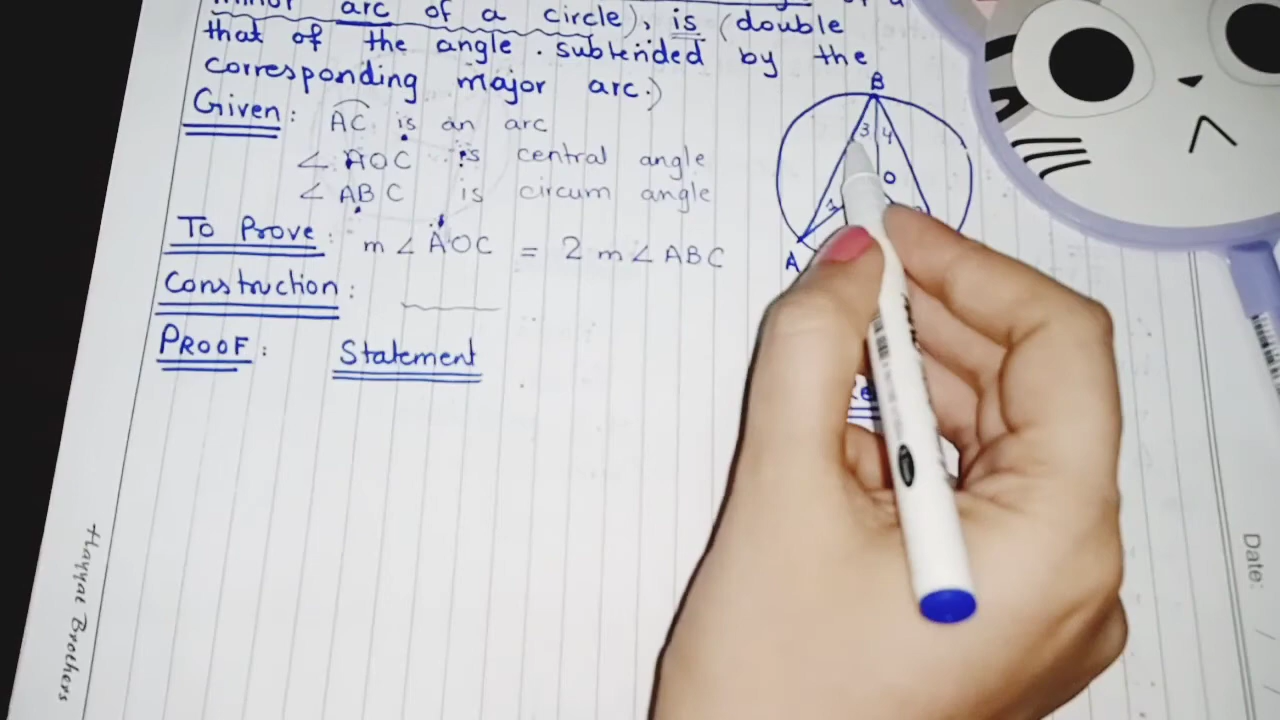 arc of a circle), is (double
that of the angle . subtended by the
corresponding major arc.)
B
Given : AC is an arc
3 4
∠ AOC is central angle
O
∠ ABC is circum angle
To Prove : m ∠ AOC = 2 m ∠ ABC
A
Construction :
PROOF : Statement
Hayyat Brothers
Date: / /